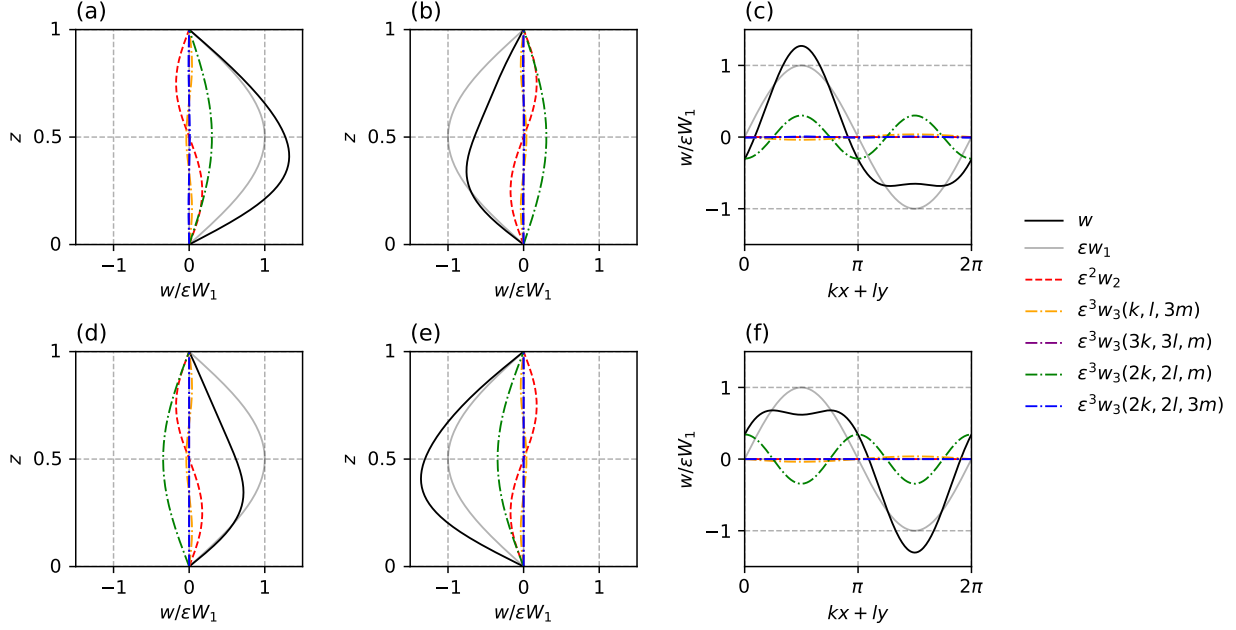 (a)
1
0.5
0
z
−1
0
1
w/εW₁
(b)
1
0.5
0
z
−1
0
1
w/εW₁
(c)
1
0
−1
w/εW₁
0
π
2π
kx + ly
(d)
1
0.5
0
z
−1
0
1
w/εW₁
(e)
1
0.5
0
z
−1
0
1
w/εW₁
(f)
1
0
−1
w/εW₁
0
π
2π
kx + ly
w
εw₁
ε²w₂
ε³w₃(k, l, 3m)
ε³w₃(3k, 3l, m)
ε³w₃(2k, 2l, m)
ε³w₃(2k, 2l, 3m)